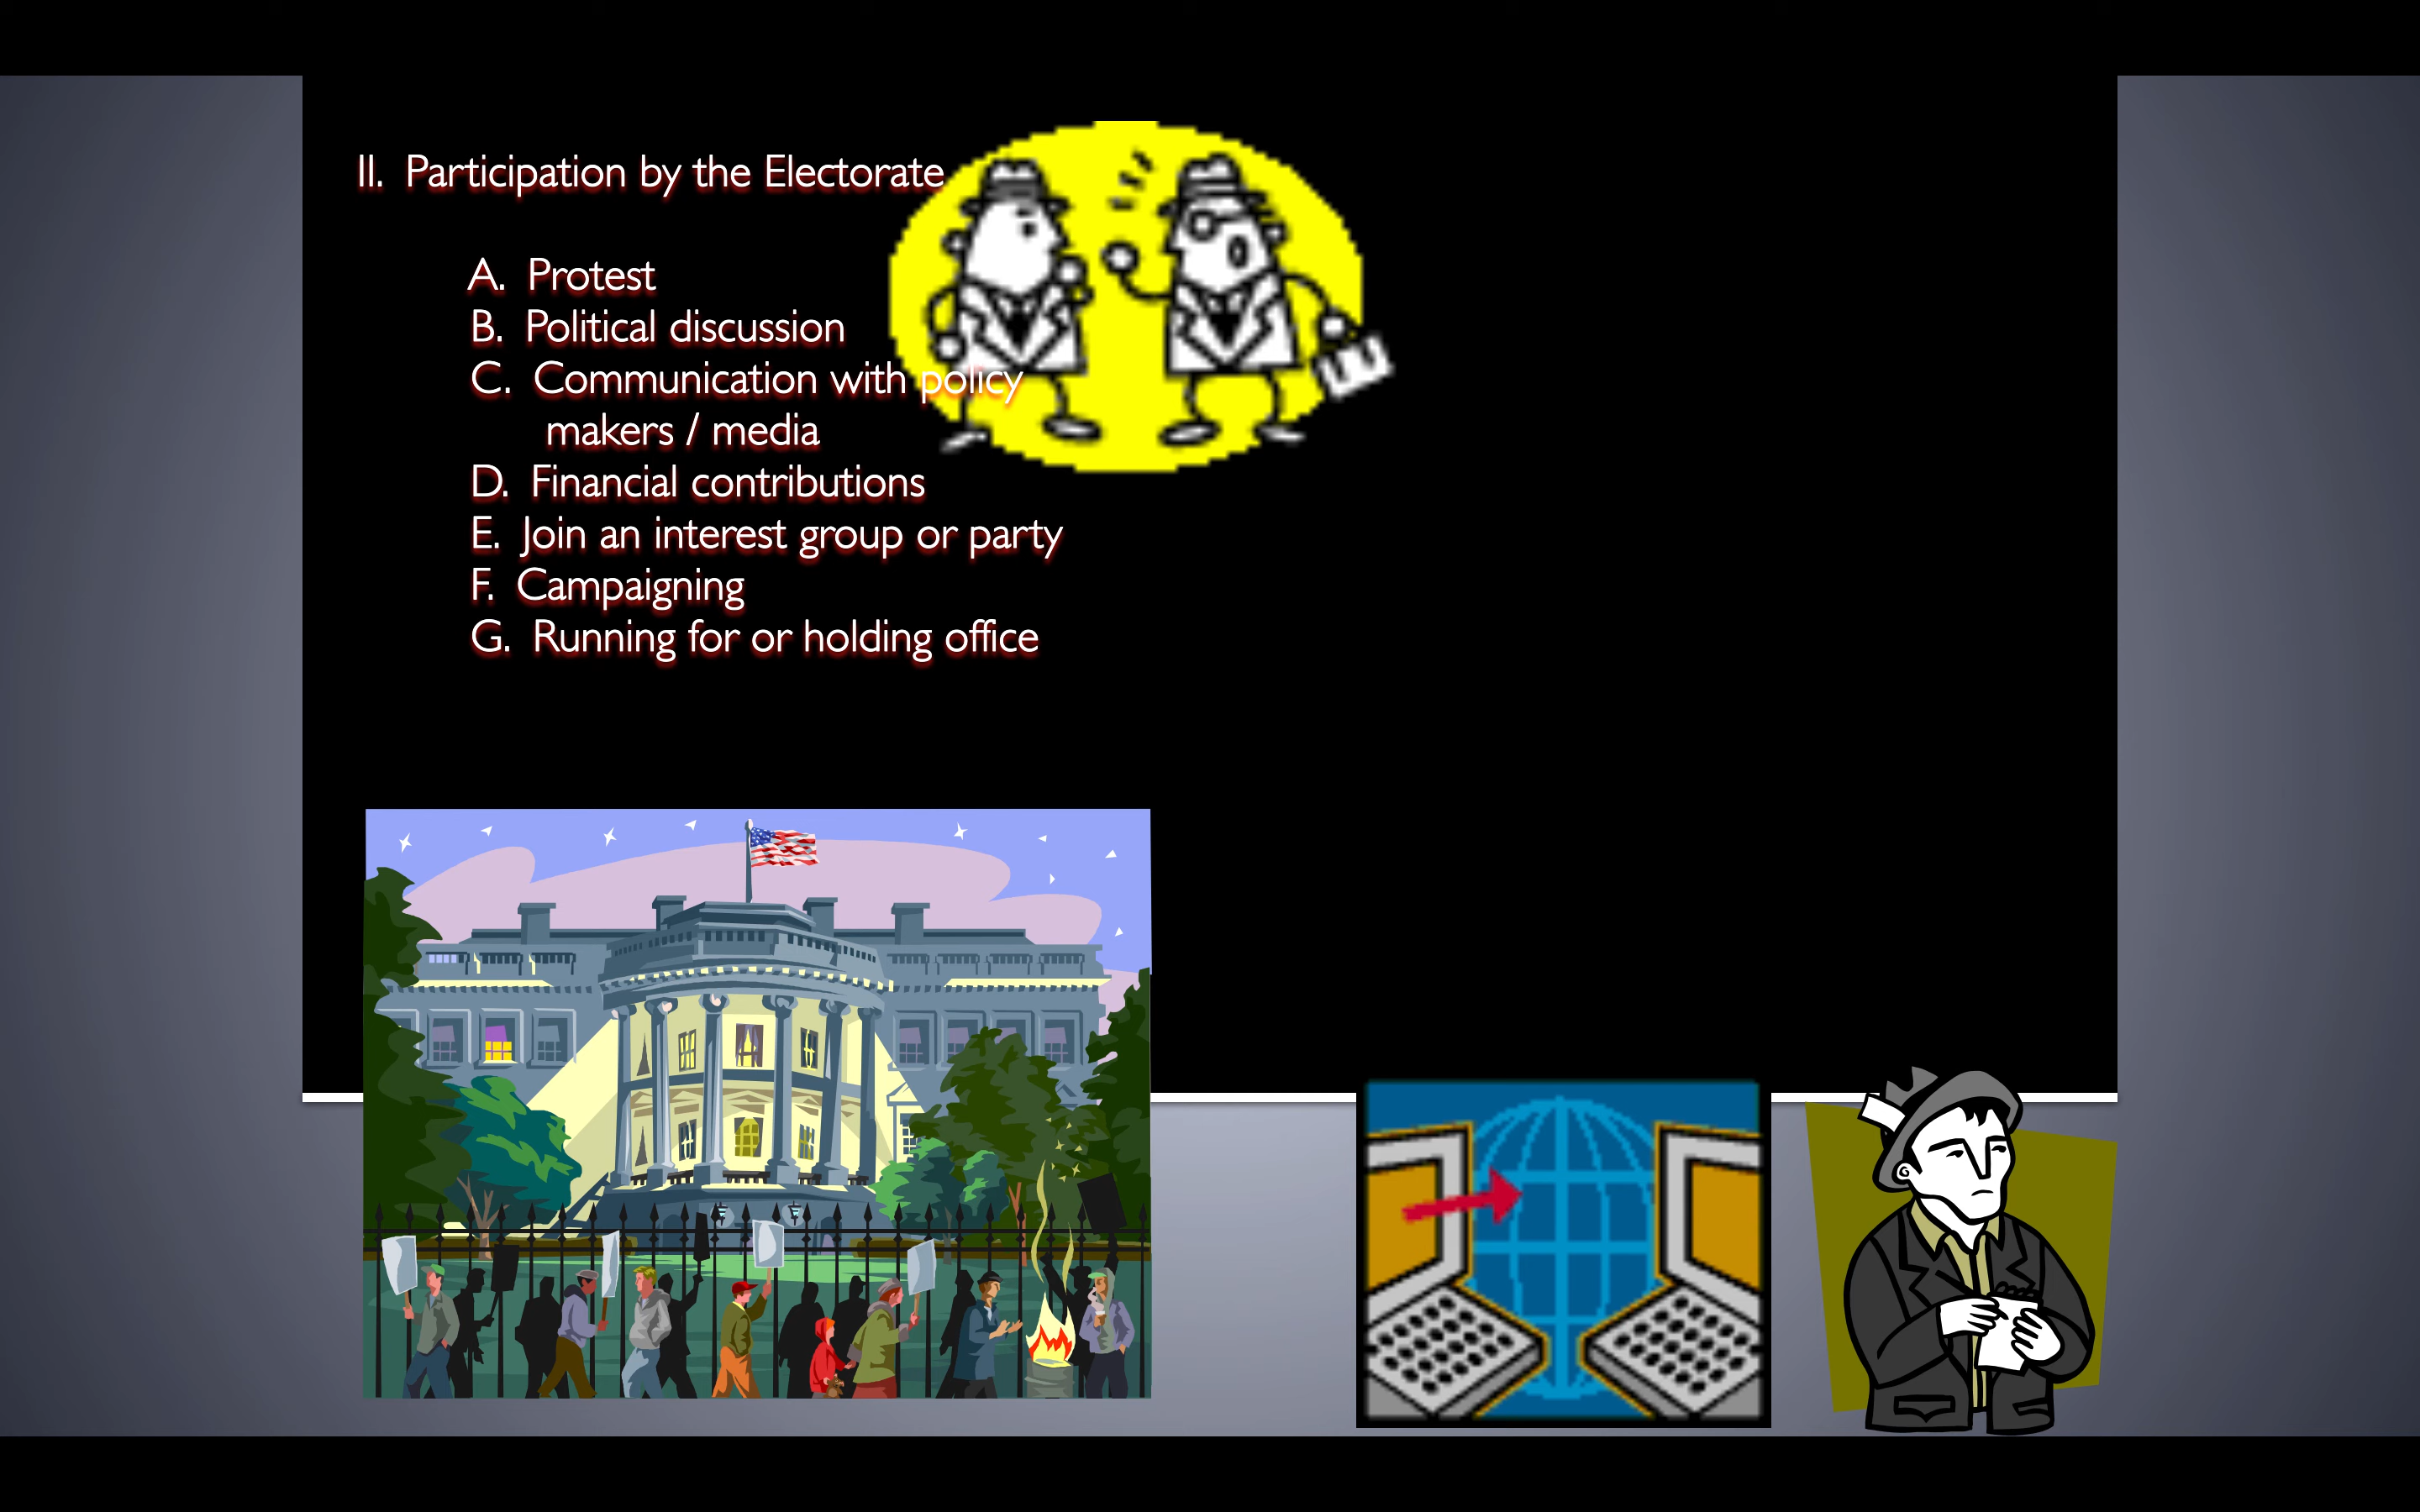 II. Participation by the Electorate
A. Protest
B. Political discussion
C. Communication with policy
makers / media
D. Financial contributions
E. Join an interest group or party
F. Campaigning
G. Running for or holding office